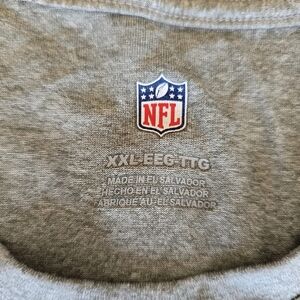 NFL
XXL-EEG-TTG
MADE IN EL SALVADOR
HECHO EN EL SALVADOR
FABRIQUE AU-EL SALVADOR